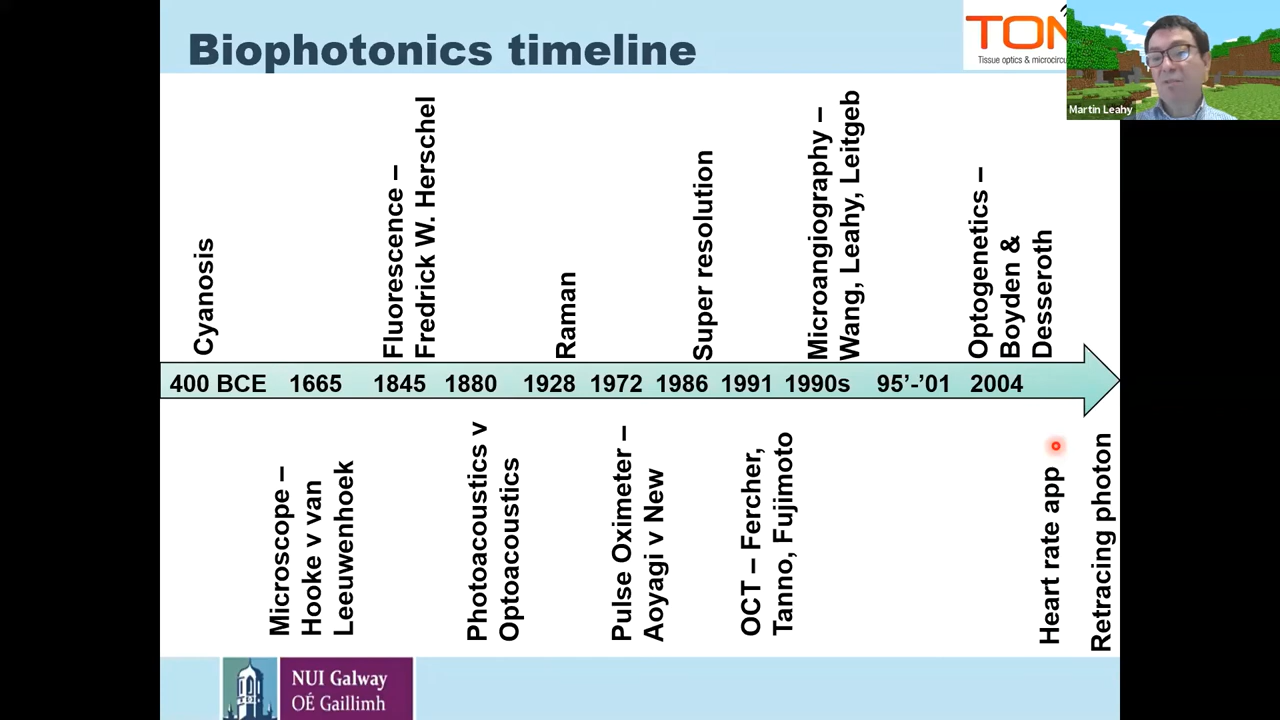 Biophotonics timeline
Tissue optics & microcircu
Martin Leahy
Cyanosis
Fluorescence –
Fredrick W. Herschel
Raman
Super resolution
Microangiography –
Wang, Leahy, Leitgeb
Optogenetics –
Boyden &
Desseroth
400 BCE 1665 1845 1880 1928 1972 1986 1991 1990s 95’-’01 2004
Microscope –
Hooke v van
Leeuwenhoek
Photoacoustics v
Optoacoustics
Pulse Oximeter –
Aoyagi v New
OCT – Fercher,
Tanno, Fujimoto
Heart rate app
Retracing photon
NUI Galway
OÉ Gaillimh